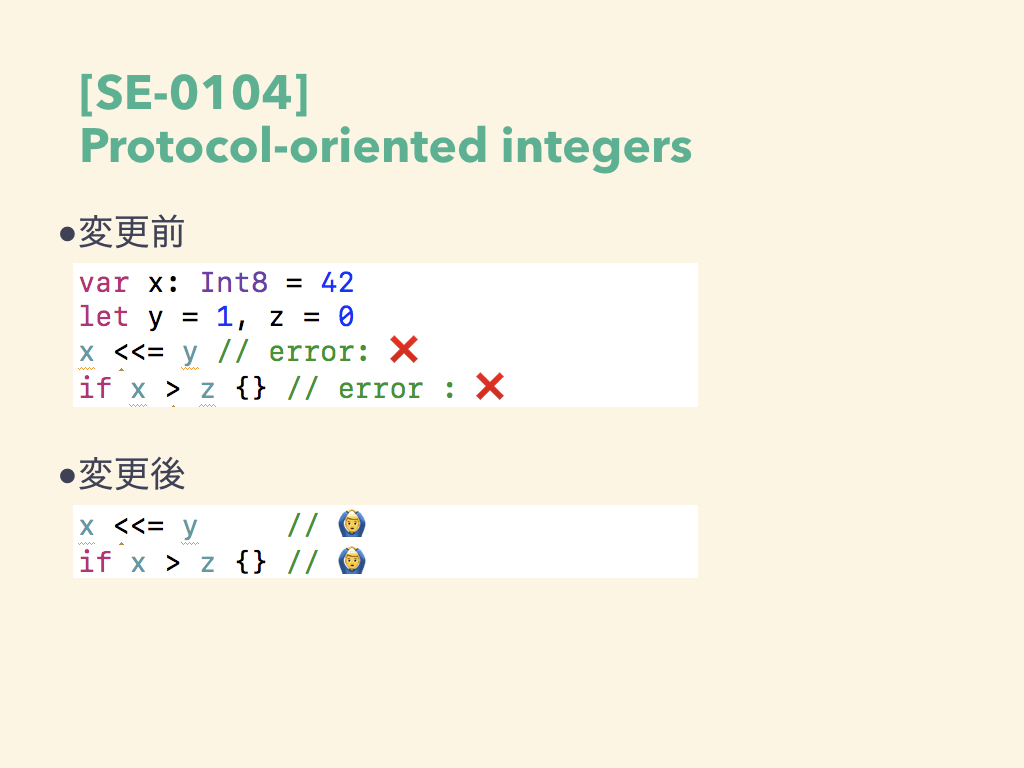 [SE-0104]
Protocol-oriented integers
●変更前
var x: Int8 = 42
let y = 1, z = 0
x <<= y // error: ❌
if x > z {} // error : ❌
●変更後
x <<= y // 🙆
if x > z {} // 🙆